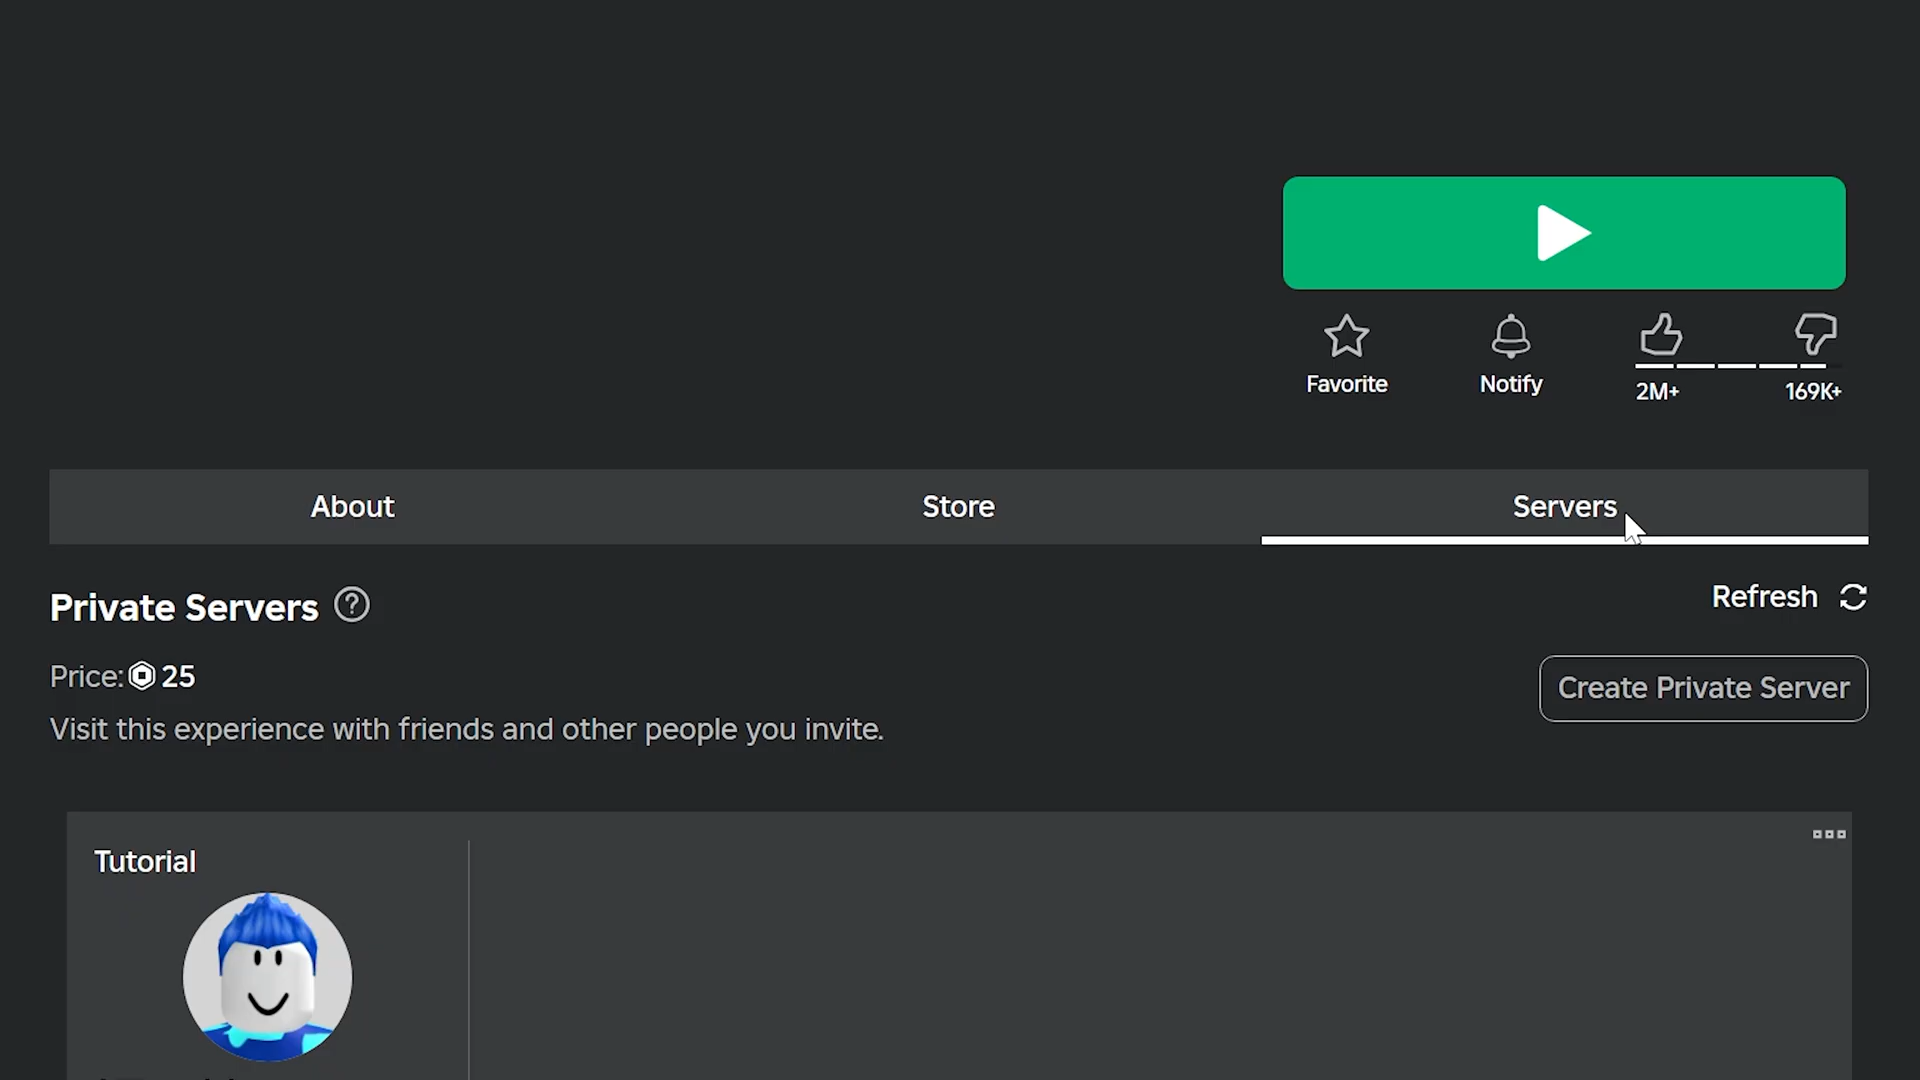 Favorite
Notify
2M+
169K+
About
Store
Servers
Private Servers
Refresh
Price: 25
Create Private Server
Visit this experience with friends and other people you invite.
Tutorial